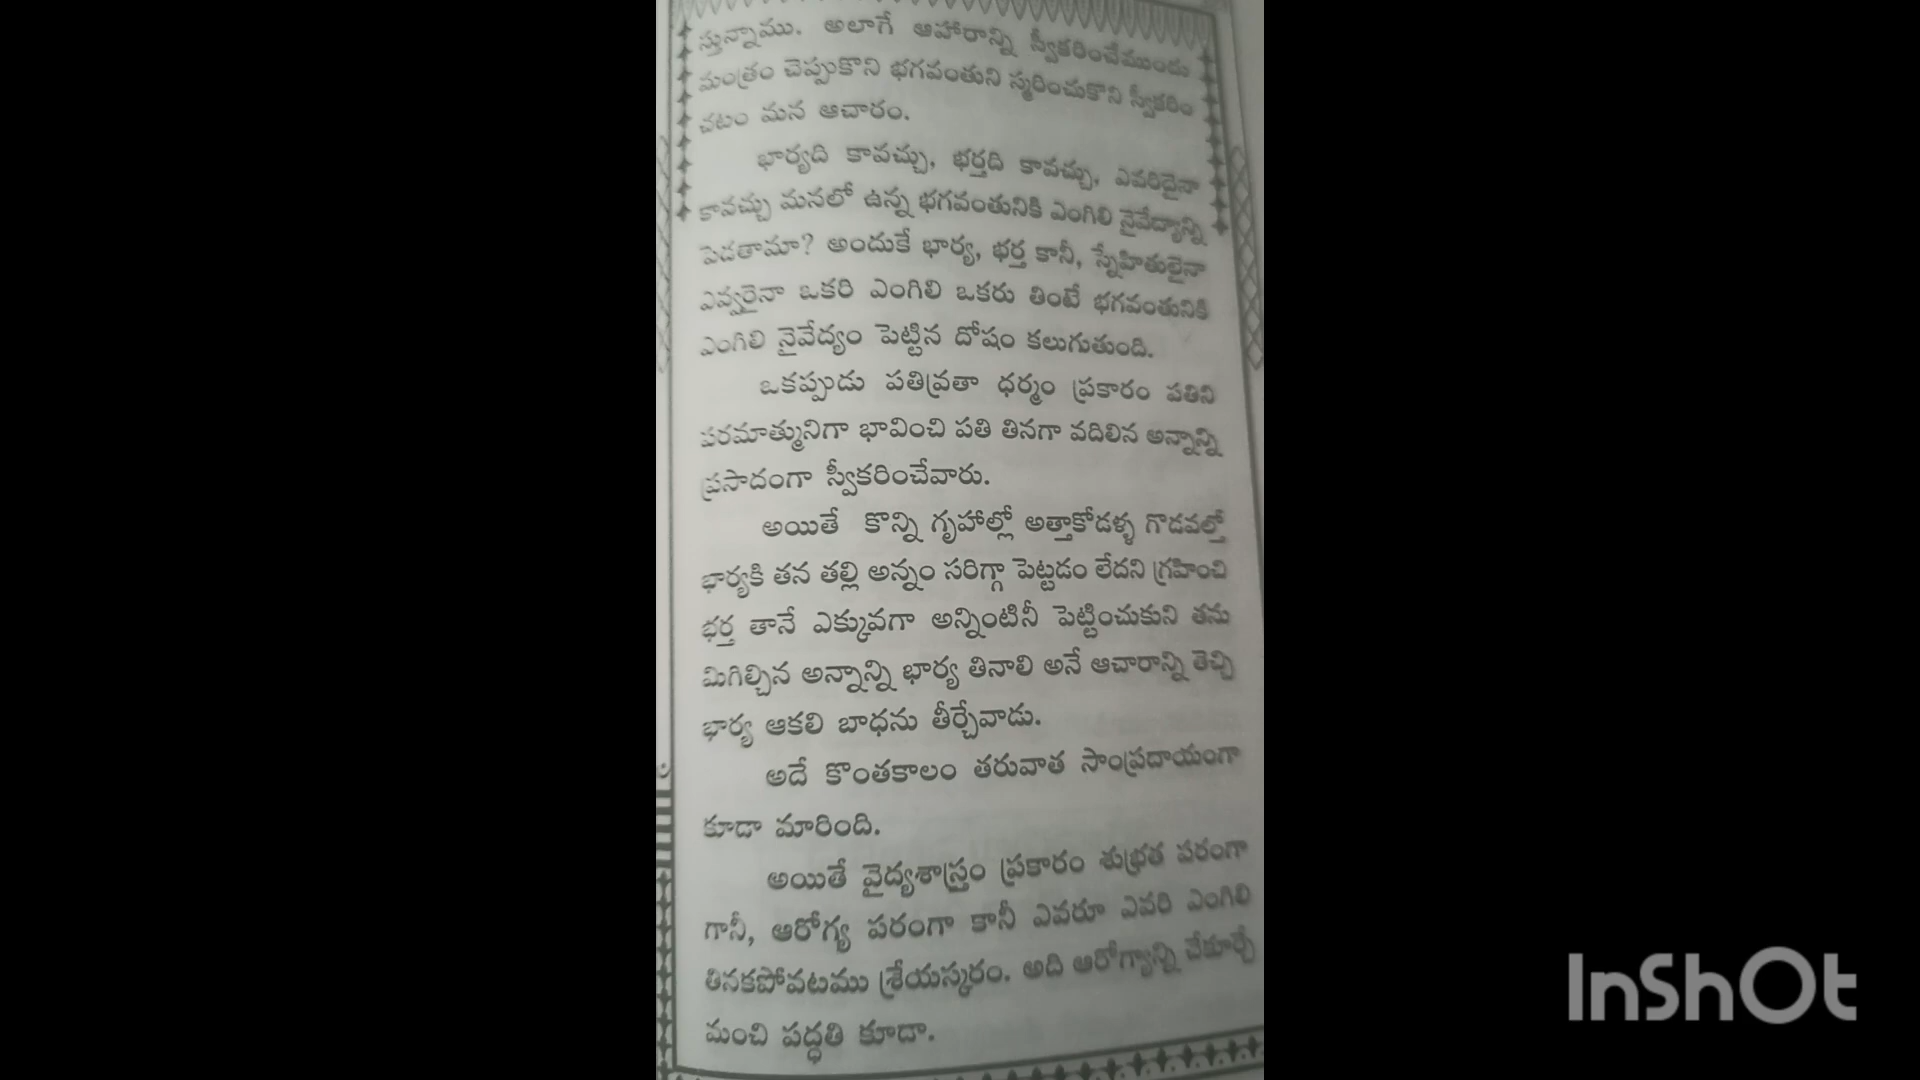 స్తున్నాము. అలాగే ఆహారాన్ని స్వీకరించేముందు
మంత్రం చెప్పుకొని భగవంతుని స్మరించుకొని స్వీకరిం
చటం మన ఆచారం.
భార్యది కావచ్చు, భర్తది కావచ్చు, ఎవరిదైనా
కావచ్చు మనలో ఉన్న భగవంతునికి ఎంగిలి నైవేద్యాన్ని
పెడతామా? అందుకే భార్య, భర్త కానీ, స్నేహితులైనా
ఎవ్వరైనా ఒకరి ఎంగిలి ఒకరు తింటే భగవంతునికి
ఎంగిలి నైవేద్యం పెట్టిన దోషం కలుగుతుంది.
ఒకప్పుడు పతివ్రతా ధర్మం ప్రకారం పతిని
పరమాత్మునిగా భావించి పతి తినగా వదిలిన అన్నాన్ని
ప్రసాదంగా స్వీకరించేవారు.
అయితే కొన్ని గృహాల్లో అత్తాకోడళ్ళ గొడవల్తో
భార్యకి తన తల్లి అన్నం సరిగ్గా పెట్టడం లేదని గ్రహించి
భర్త తానే ఎక్కువగా అన్నింటినీ పెట్టించుకుని తను
మిగిల్చిన అన్నాన్ని భార్య తినాలి అనే ఆచారాన్ని తెచ్చి
భార్య ఆకలి బాధను తీర్చేవాడు.
అదే కొంతకాలం తరువాత సాంప్రదాయంగా
కూడా మారింది.
అయితే వైద్యశాస్త్రం ప్రకారం శుభ్రత పరంగా
గానీ, ఆరోగ్య పరంగా కానీ ఎవరూ ఎవరి ఎంగిలి
తినకపోవటము శ్రేయస్కరం. అది ఆరోగ్యాన్ని చేకూర్చే
మంచి పద్ధతి కూడా.
InShOt